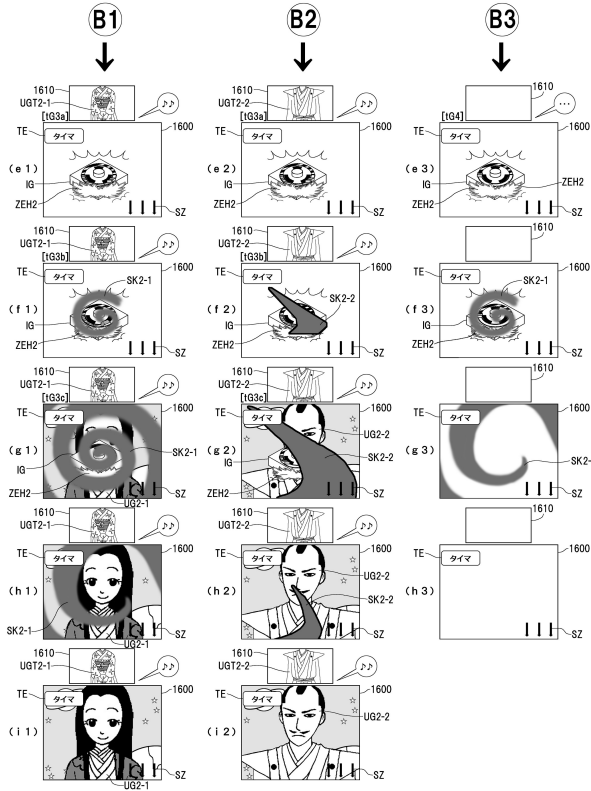 B1
B2
B3
1610
UGT2-1
[tG3a]
♪♪
TE
タイマ
1600
(e1)
IG
ZEH2
SZ
1610
UGT2-2
[tG3a]
♪♪
TE
タイマ
1600
(e2)
IG
ZEH2
SZ
1610
[tG4]
…
TE
タイマ
1600
(e3)
IG
ZEH2
ZEH2
SZ
1610
UGT2-1
[tG3b]
♪♪
TE
タイマ
1600
SK2-1
(f1)
IG
ZEH2
SZ
1610
UGT2-2
[tG3b]
♪♪
TE
タイマ
1600
SK2-2
(f2)
IG
ZEH2
SZ
1610
TE
タイマ
1600
SK2-1
(f3)
IG
ZEH2
SZ
1610
UGT2-1
[tG3c]
♪♪
TE
タイマ
1600
(g1)
SK2-1
IG
ZEH2
SZ
UG2-1
1610
UGT2-2
[tG3c]
♪♪
TE
タイマ
1600
UG2-2
(g2)
SK2-2
IG
ZEH2
SZ
1610
TE
タイマ
1600
(g3)
SK2-
SZ
1610
UGT2-1
♪♪
TE
タイマ
1600
(h1)
SK2-1
SZ
UG2-1
1610
UGT2-2
♪♪
TE
タイマ
1600
UG2-2
(h2)
SK2-2
SZ
1610
TE
タイマ
1600
(h3)
SZ
1610
UGT2-1
♪♪
TE
タイマ
1600
(i1)
SZ
UG2-1
1610
UGT2-2
♪♪
TE
タイマ
1600
UG2-2
(i2)
SZ